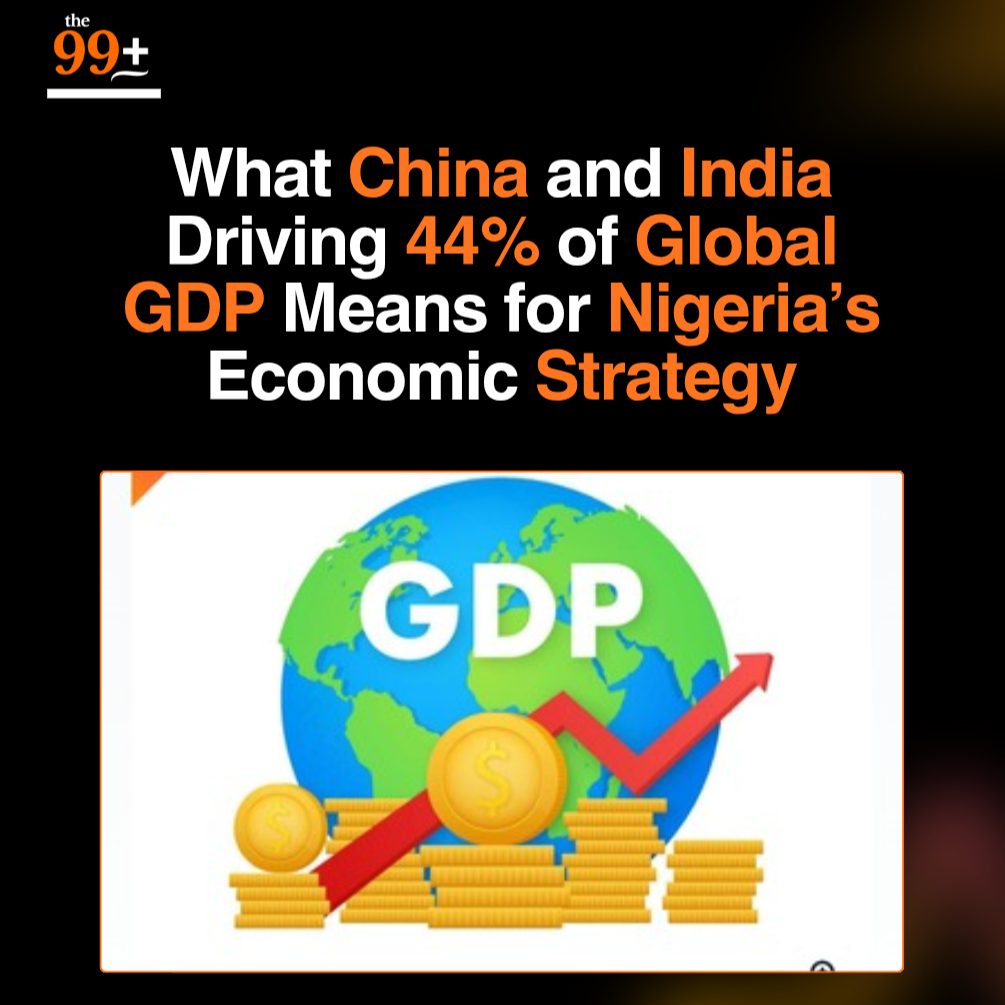 the
99+
What China and India
Driving 44% of Global
GDP Means for Nigeria’s
Economic Strategy
GDP
$
$